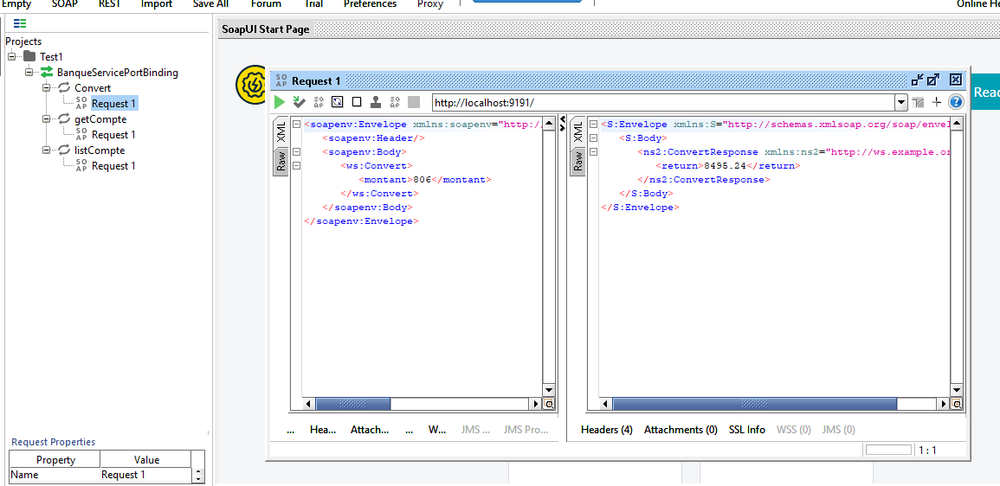 Empty SOAP REST Import Save All Forum Trial Preferences Proxy Online He
SoapUI Start Page
Projects
Test1
BanqueServicePortBinding
Convert
SOAP Request 1
getCompte
SOAP Request 1
listCompte
SOAP Request 1
SOAP Request 1
http://localhost:9191/
Read
XML
Raw
<soapenv:Envelope xmlns:soapenv="http:/
<soapenv:Header/>
<soapenv:Body>
<ws:Convert>
<montant>806</montant>
</ws:Convert>
</soapenv:Body>
</soapenv:Envelope>
XML
Raw
<S:Envelope xmlns:S="http://schemas.xmlsoap.org/soap/envel
<S:Body>
<ns2:ConvertResponse xmlns:ns2="http://ws.example.or
<return>8495.24</return>
</ns2:ConvertResponse>
</S:Body>
</S:Envelope>
... Hea... Attach... ... W... JMS ... JMS Pro...
Headers (4) Attachments (0) SSL Info WSS (0) JMS (0)
1 : 1
Request Properties
Property Value
Name Request 1